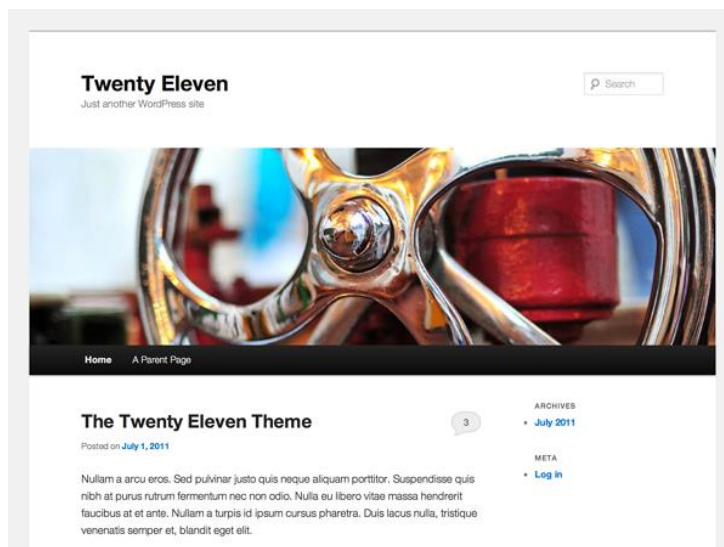 Twenty Eleven
Just another WordPress site
Search
Home
A Parent Page
The Twenty Eleven Theme
3
Posted on July 1, 2011
Nullam a arcu eros. Sed pulvinar justo quis neque aliquam porttitor. Suspendisse quis
nibh at purus rutrum fermentum nec non odio. Nulla eu libero vitae massa hendrerit
faucibus at et ante. Nullam a turpis id ipsum cursus pharetra. Duis lacus nulla, tristique
venenatis semper et, blandit eget elit.
ARCHIVES
July 2011
META
Log in